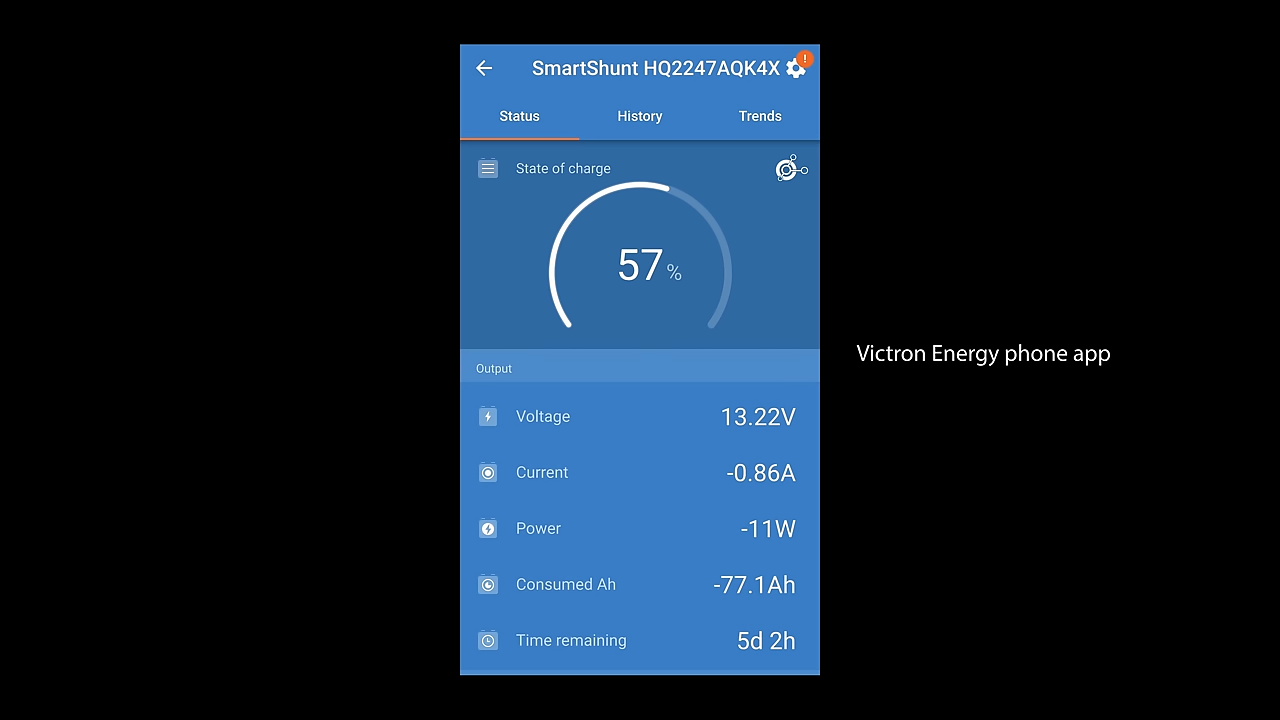 SmartShunt HQ2247AQK4X
!
Status History Trends
State of charge
57 %
Output
Voltage 13.22V
Current -0.86A
Power -11W
Consumed Ah -77.1Ah
Time remaining 5d 2h
Victron Energy phone app